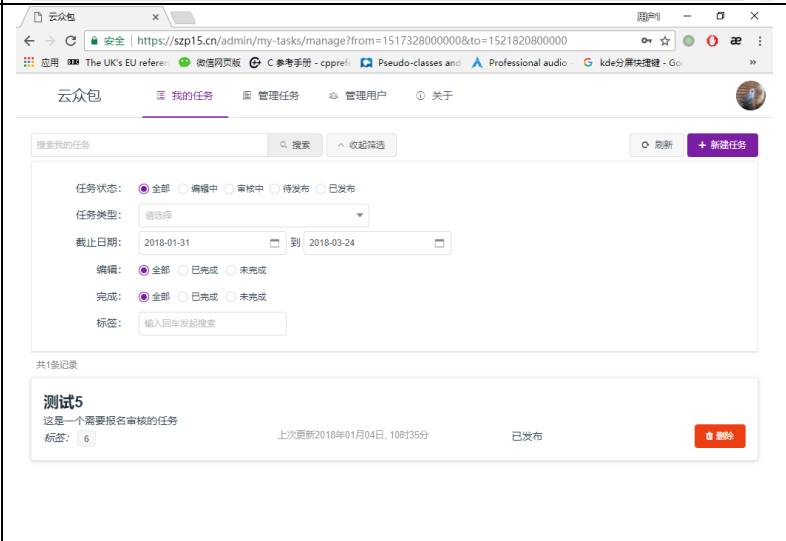 云众包
用户1
安全 | https://szp15.cn/admin/my-tasks/manage?from=1517328000000&to=1521820800000
应用 The UK's EU referen 微信网页版 C 参考手册 - cppref Pseudo-classes and Professional audio - kde分屏快捷键 - Go
云众包 我的任务 管理任务 管理用户 关于
搜索我的任务 搜索 收起筛选 刷新 + 新建任务
任务状态: 全部 编辑中 审核中 待发布 已发布
任务类型: 请选择
截止日期: 2018-01-31 到 2018-03-24
编辑: 全部 已完成 未完成
完成: 全部 已完成 未完成
标签: 输入回车发起搜索
共1条记录
测试5
这是一个需要报名审核的任务
标签: 6 上次更新2018年01月04日, 10时35分 已发布 删除